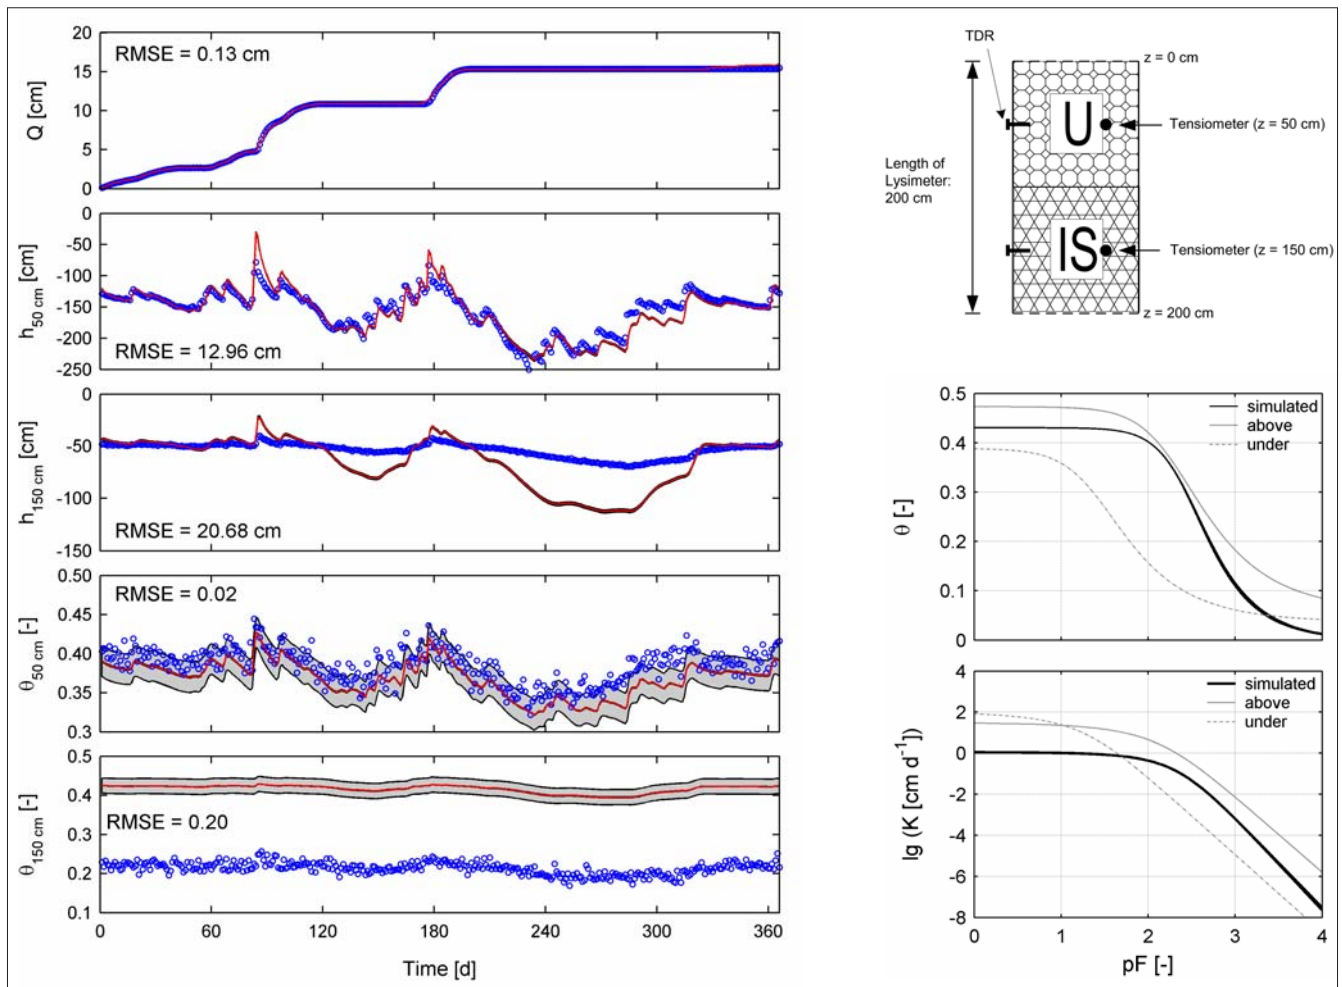 20
15
10
5
0
Q [cm]
RMSE = 0.13 cm
0
-50
-100
-150
-200
-250
h50 cm [cm]
RMSE = 12.96 cm
0
-50
-100
-150
h150 cm [cm]
RMSE = 20.68 cm
0.50
0.45
0.40
0.35
0.3
θ50 cm [-]
RMSE = 0.02
0.5
0.4
0.3
0.2
0.1
θ150 cm [-]
RMSE = 0.20
0 60 120 180 240 300 360
Time [d]
TDR
z = 0 cm
U
Tensiometer (z = 50 cm)
Length of
Lysimeter:
200 cm
IS
Tensiometer (z = 150 cm)
z = 200 cm
0.5
0.4
0.3
0.2
0.1
0
θ [-]
simulated
above
under
0 1 2 3 4
4
2
0
-2
-4
-6
-8
lg (K [cm d-1])
simulated
above
under
0 1 2 3 4
pF [-]